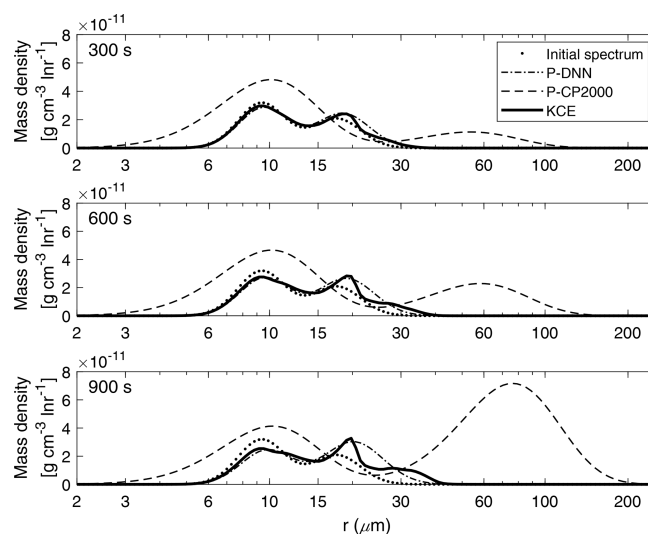 ×10⁻¹¹
8
6
4
2
0
Mass density
[g cm⁻³ lnr⁻¹]
300 s
Initial spectrum
P-DNN
P-CP2000
KCE
2 3 6 10 15 30 60 100 200
×10⁻¹¹
8
6
4
2
0
Mass density
[g cm⁻³ lnr⁻¹]
600 s
2 3 6 10 15 30 60 100 200
×10⁻¹¹
8
6
4
2
0
Mass density
[g cm⁻³ lnr⁻¹]
900 s
2 3 6 10 15 30 60 100 200
r (μm)